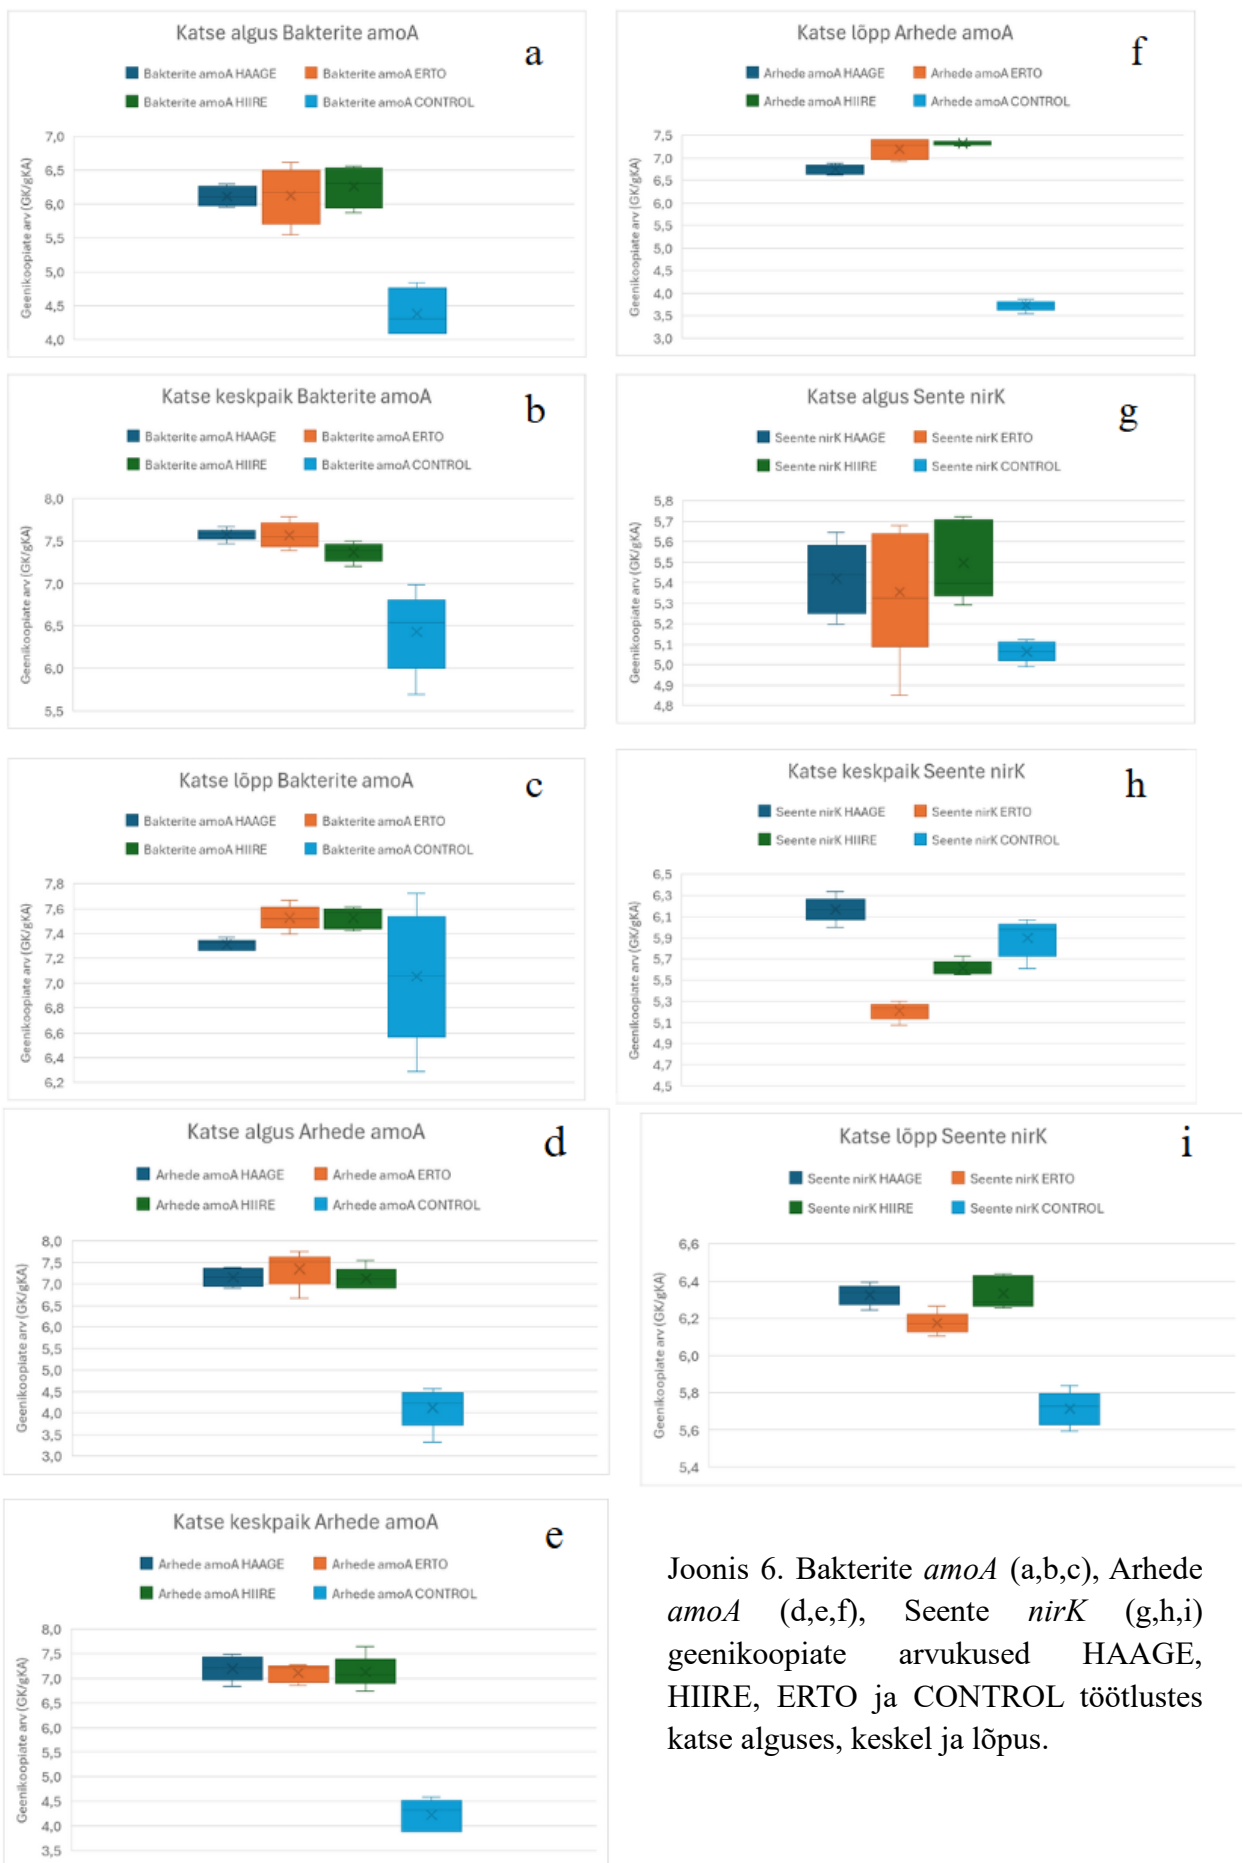 Katse algus Bakterite amoA
a
Bakterite amoA HAAGE Bakterite amoA ERTO
Bakterite amoA HIIRE Bakterite amoA CONTROL
Geenikoopiate arv (GK/gKA)
7,0
6,5
6,0
5,5
5,0
4,5
4,0
Katse keskpaik Bakterite amoA
b
Bakterite amoA HAAGE Bakterite amoA ERTO
Bakterite amoA HIIRE Bakterite amoA CONTROL
Geenikoopiate arv (GK/gKA)
8,0
7,5
7,0
6,5
6,0
5,5
Katse lõpp Bakterite amoA
c
Bakterite amoA HAAGE Bakterite amoA ERTO
Bakterite amoA HIIRE Bakterite amoA CONTROL
Geenikoopiate arv (GK/gKA)
7,8
7,6
7,4
7,2
7,0
6,8
6,6
6,4
6,2
Katse algus Arhede amoA
d
Arhede amoA HAAGE Arhede amoA ERTO
Arhede amoA HIIRE Arhede amoA CONTROL
Geenikoopiate arv (GK/gKA)
8,0
7,5
7,0
6,5
6,0
5,5
5,0
4,5
4,0
3,5
3,0
Katse keskpaik Arhede amoA
e
Arhede amoA HAAGE Arhede amoA ERTO
Arhede amoA HIIRE Arhede amoA CONTROL
Geenikoopiate arv (GK/gKA)
8,0
7,5
7,0
6,5
6,0
5,5
5,0
4,5
4,0
3,5
Katse lõpp Arhede amoA
f
Arhede amoA HAAGE Arhede amoA ERTO
Arhede amoA HIIRE Arhede amoA CONTROL
Geenikoopiate arv (GK/gKA)
7,5
7,0
6,5
6,0
5,5
5,0
4,5
4,0
3,5
3,0
Katse algus Sente nirK
g
Seente nirK HAAGE Seente nirK ERTO
Seente nirK HIIRE Seente nirK CONTROL
Geenikoopiate arv (GK/gKA)
5,8
5,7
5,6
5,5
5,4
5,3
5,2
5,1
5,0
4,9
4,8
Katse keskpaik Seente nirK
h
Seente nirK HAAGE Seente nirK ERTO
Seente nirK HIIRE Seente nirK CONTROL
Geenikoopiate arv (GK/gKA)
6,5
6,3
6,1
5,9
5,7
5,5
5,3
5,1
4,9
4,7
4,5
Katse lõpp Seente nirK
i
Seente nirK HAAGE Seente nirK ERTO
Seente nirK HIIRE Seente nirK CONTROL
Geenikoopiate arv (GK/gKA)
6,6
6,4
6,2
6,0
5,8
5,6
5,4
Joonis 6. Bakterite amoA (a,b,c), Arhede
amoA (d,e,f), Seente nirK (g,h,i)
geenikoopiate arvukused HAAGE,
HIIRE, ERTO ja CONTROL töötlustes
katse alguses, keskel ja lõpus.